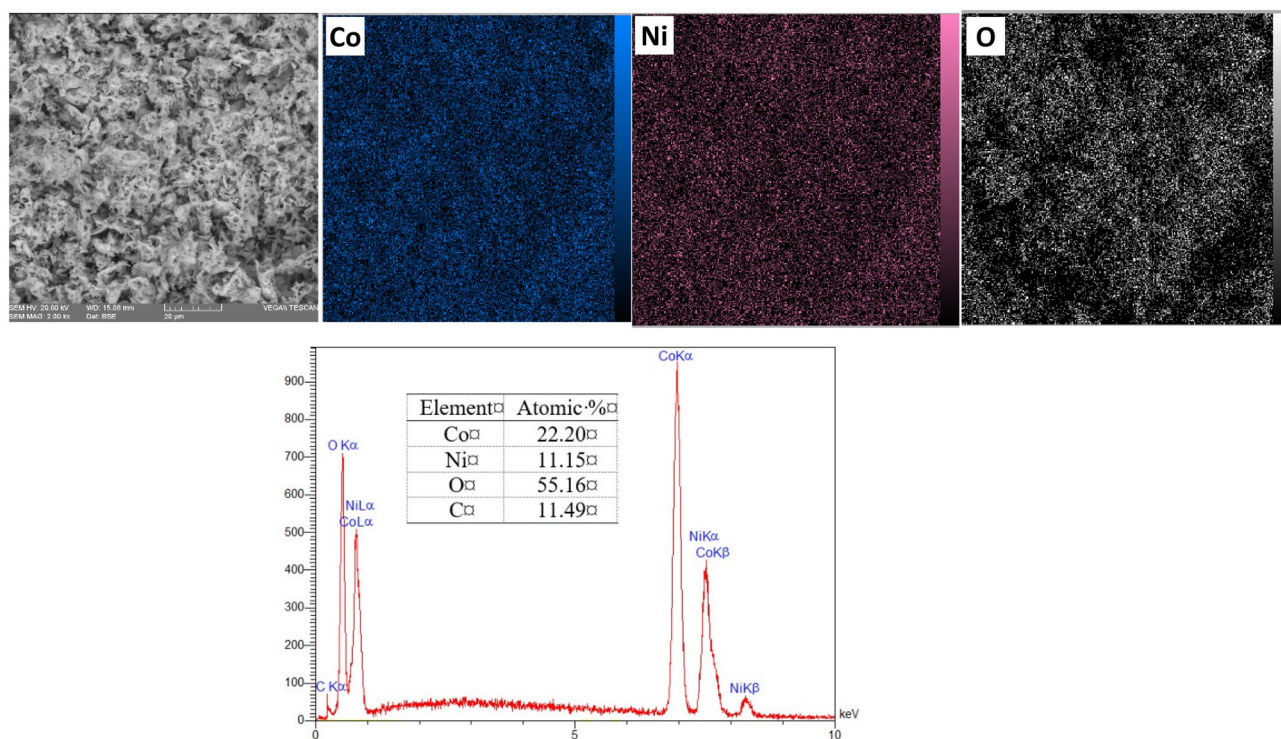 Co
Ni
O
SEM HV: 20.00 kV WD: 15.08 mm VEGA\\ TESCAN
SEM MAG: 2.00 kx Det: BSE 20 µm
CoKα
900
800
700
600
500
400
300
200
100
0
O Kα
NiLα
CoLα
C Kα
Element¤ Atomic·%¤
Co¤ 22.20¤
Ni¤ 11.15¤
O¤ 55.16¤
C¤ 11.49¤
NiKα
CoKβ
NiKβ
0 5 10 keV